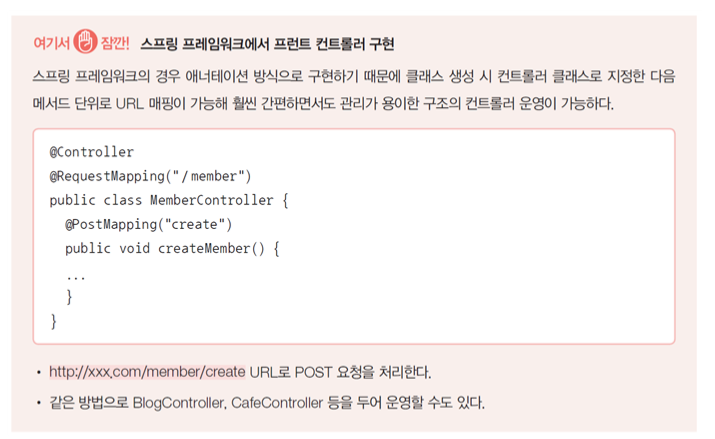 여기서 잠깐! 스프링 프레임워크에서 프런트 컨트롤러 구현
스프링 프레임워크의 경우 애너테이션 방식으로 구현하기 때문에 클래스 생성 시 컨트롤러 클래스로 지정한 다음
메서드 단위로 URL 매핑이 가능해 훨씬 간편하면서도 관리가 용이한 구조의 컨트롤러 운영이 가능하다.
@Controller
@RequestMapping("/member")
public class MemberController {
  @PostMapping("create")
  public void createMember() {
  ...
  }
}
• http://xxx.com/member/create URL로 POST 요청을 처리한다.
• 같은 방법으로 BlogController, CafeController 등을 두어 운영할 수도 있다.